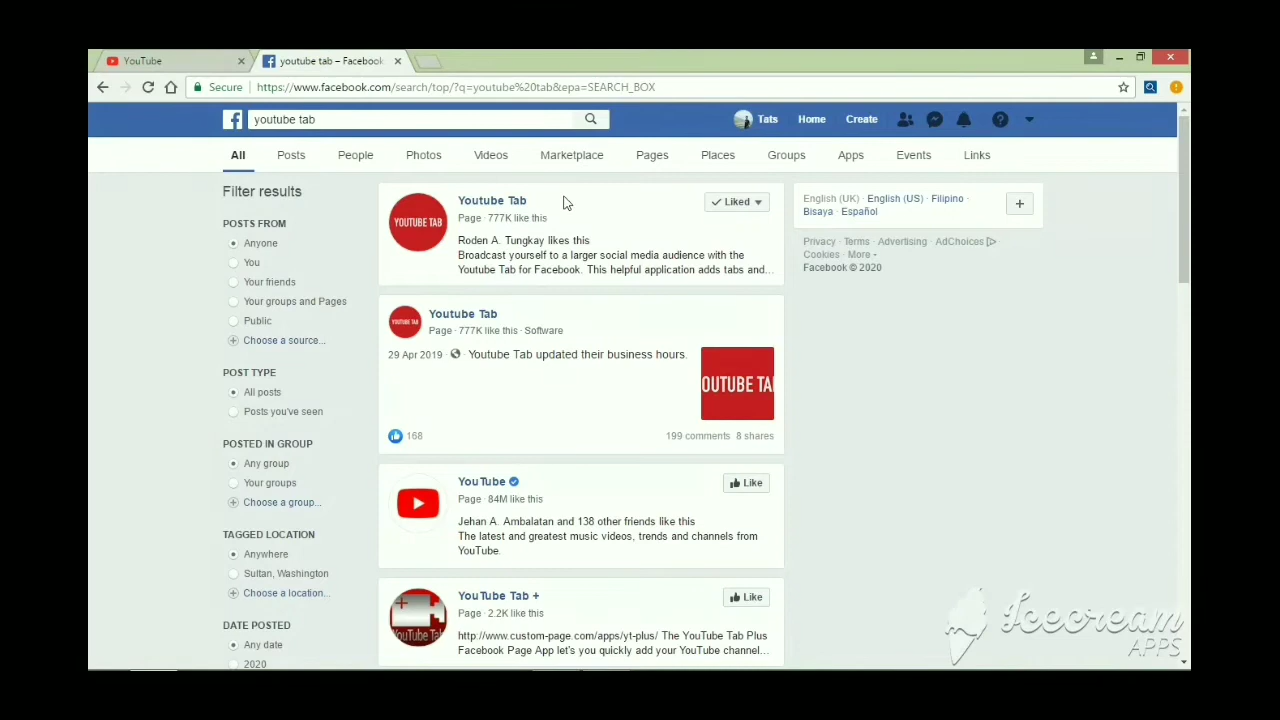 YouTube
youtube tab – Facebook
Secure
https://www.facebook.com/search/top/?q=youtube%20tab&epa=SEARCH_BOX
youtube tab
Tats
Home
Create
All
Posts
People
Photos
Videos
Marketplace
Pages
Places
Groups
Apps
Events
Links
Filter results
POSTS FROM
Anyone
You
Your friends
Your groups and Pages
Public
Choose a source...
POST TYPE
All posts
Posts you've seen
POSTED IN GROUP
Any group
Your groups
Choose a group...
TAGGED LOCATION
Anywhere
Sultan, Washington
Choose a location...
DATE POSTED
Any date
2020
YOUTUBE TAB
Youtube Tab
Page · 777K like this
Liked
Roden A. Tungkay likes this
Broadcast yourself to a larger social media audience with the
Youtube Tab for Facebook. This helpful application adds tabs and...
YOUTUBE TAB
Youtube Tab
Page · 777K like this · Software
29 Apr 2019 · Youtube Tab updated their business hours.
OUTUBE TA
168
199 comments 8 shares
YouTube
Page · 84M like this
Like
Jehan A. Ambalatan and 138 other friends like this
The latest and greatest music videos, trends and channels from
YouTube.
YouTube Tab
YouTube Tab +
Page · 2.2K like this
Like
http://www.custom-page.com/apps/yt-plus/ The YouTube Tab Plus
Facebook Page App let's you quickly add your YouTube channel...
English (UK) · English (US) · Filipino ·
Bisaya · Español
Privacy · Terms · Advertising · AdChoices
Cookies · More
Facebook © 2020
Icecream
APPS